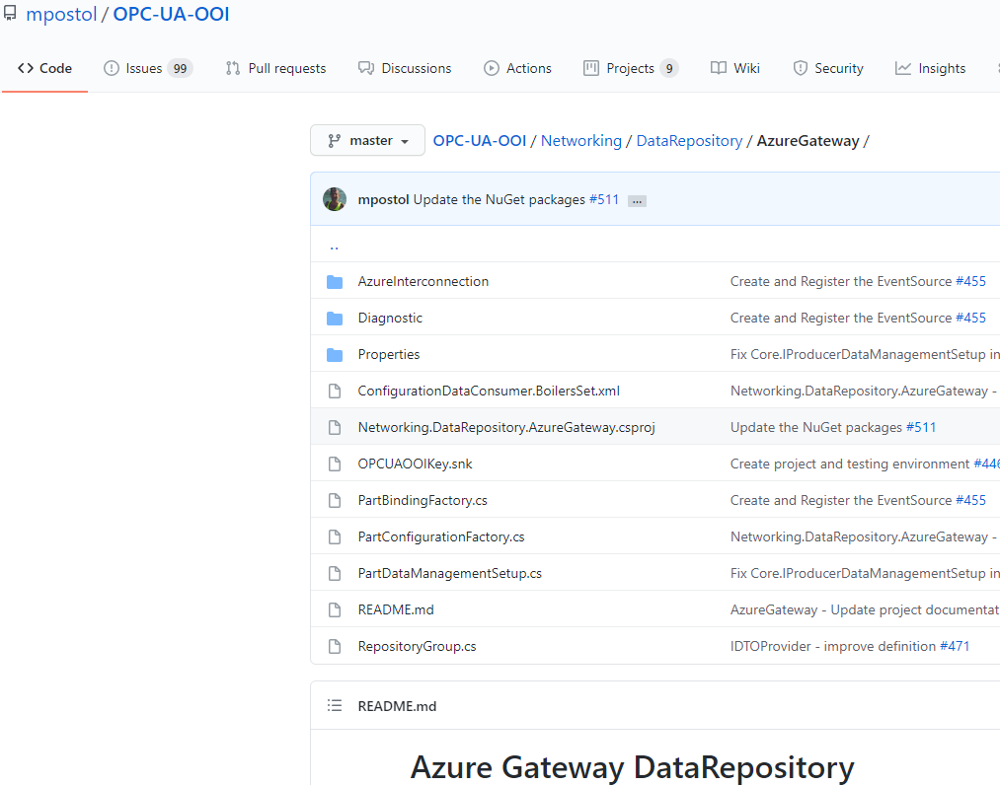 mpostol / OPC-UA-OOI
Code Issues 99 Pull requests Discussions Actions Projects 9 Wiki Security Insights
master OPC-UA-OOI / Networking / DataRepository / AzureGateway /
mpostol Update the NuGet packages #511 ...
..
AzureInterconnection Create and Register the EventSource #455
Diagnostic Create and Register the EventSource #455
Properties Fix Core.IProducerDataManagementSetup in
ConfigurationDataConsumer.BoilersSet.xml Networking.DataRepository.AzureGateway -
Networking.DataRepository.AzureGateway.csproj Update the NuGet packages #511
OPCUAOOIKey.snk Create project and testing environment #446
PartBindingFactory.cs Create and Register the EventSource #455
PartConfigurationFactory.cs Networking.DataRepository.AzureGateway -
PartDataManagementSetup.cs Fix Core.IProducerDataManagementSetup in
README.md AzureGateway - Update project documentat
RepositoryGroup.cs IDTOProvider - improve definition #471
README.md
Azure Gateway DataRepository